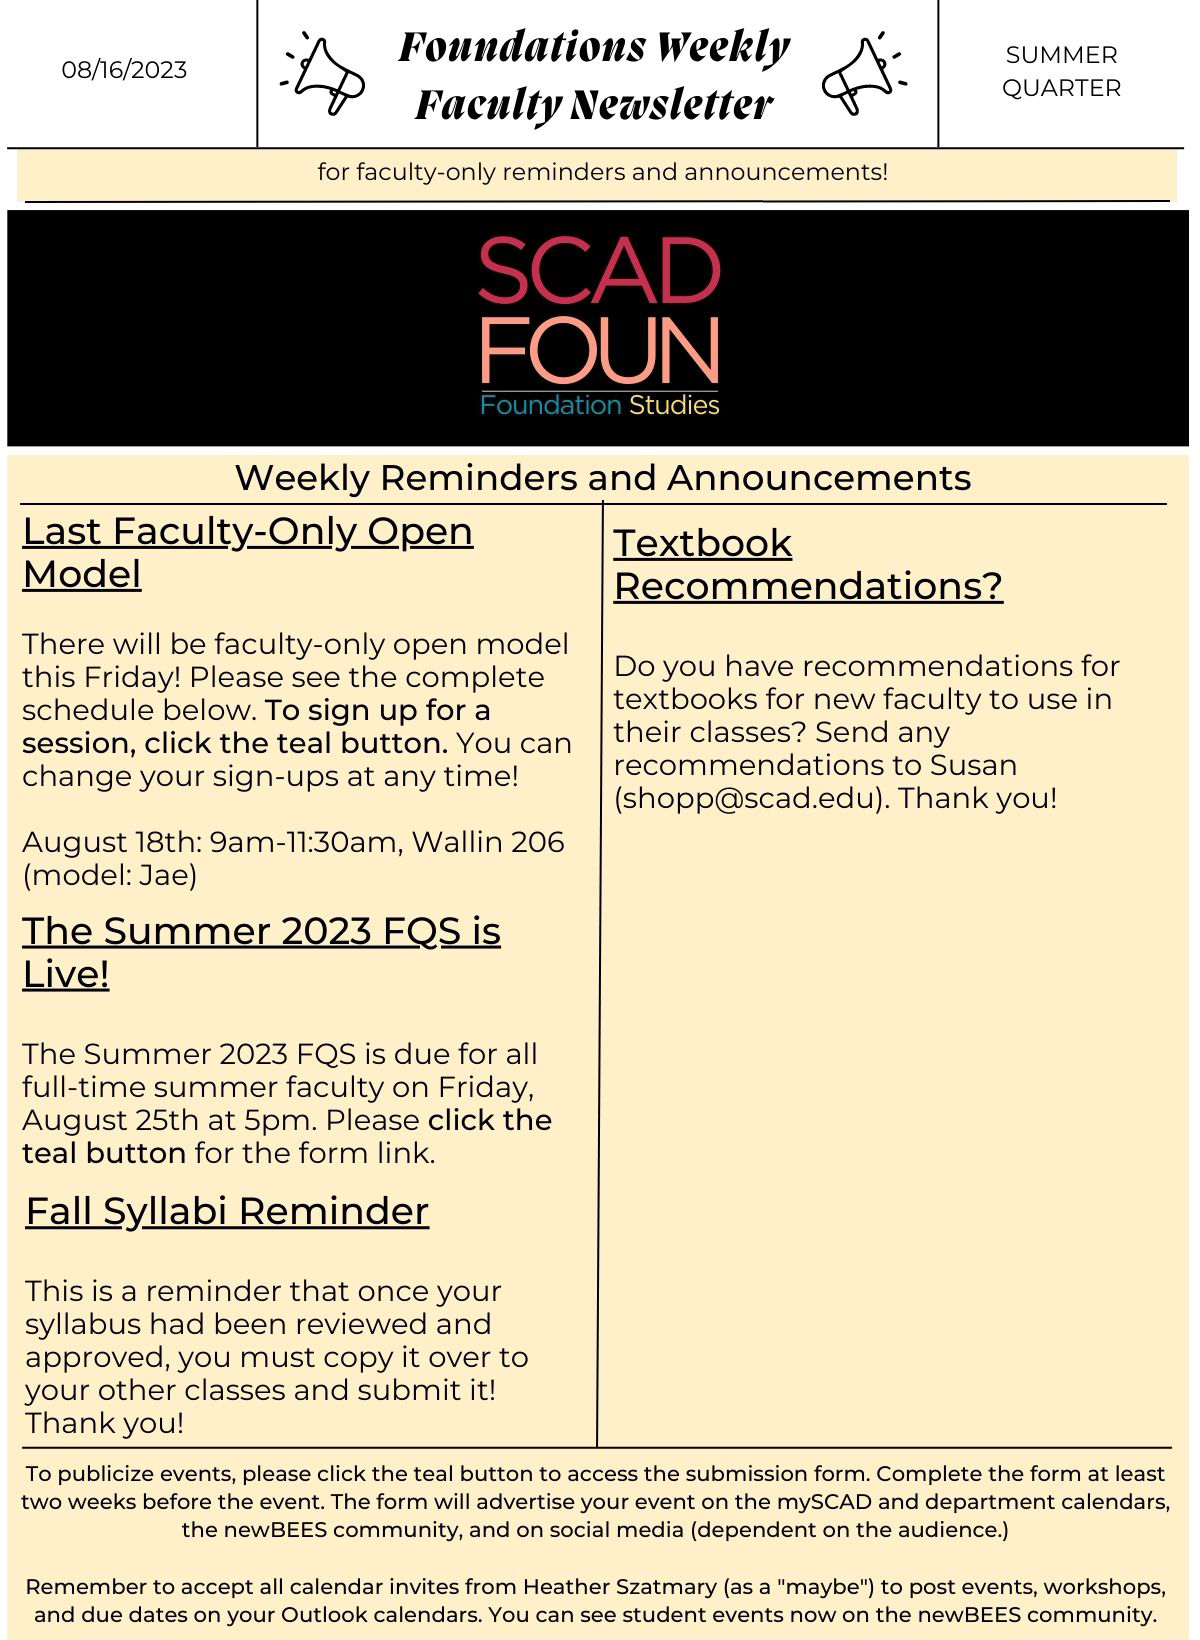 08/16/2023
Foundations Weekly
Faculty Newsletter
SUMMER
QUARTER
for faculty-only reminders and announcements!
SCAD
FOUN
Foundation Studies
Weekly Reminders and Announcements
Last Faculty-Only Open
Model
There will be faculty-only open model
this Friday! Please see the complete
schedule below. To sign up for a
session, click the teal button. You can
change your sign-ups at any time!
August 18th: 9am-11:30am, Wallin 206
(model: Jae)
The Summer 2023 FQS is
Live!
The Summer 2023 FQS is due for all
full-time summer faculty on Friday,
August 25th at 5pm. Please click the
teal button for the form link.
Fall Syllabi Reminder
This is a reminder that once your
syllabus had been reviewed and
approved, you must copy it over to
your other classes and submit it!
Thank you!
Textbook
Recommendations?
Do you have recommendations for
textbooks for new faculty to use in
their classes? Send any
recommendations to Susan
(shopp@scad.edu). Thank you!
To publicize events, please click the teal button to access the submission form. Complete the form at least
two weeks before the event. The form will advertise your event on the mySCAD and department calendars,
the newBEES community, and on social media (dependent on the audience.)
Remember to accept all calendar invites from Heather Szatmary (as a "maybe") to post events, workshops,
and due dates on your Outlook calendars. You can see student events now on the newBEES community.